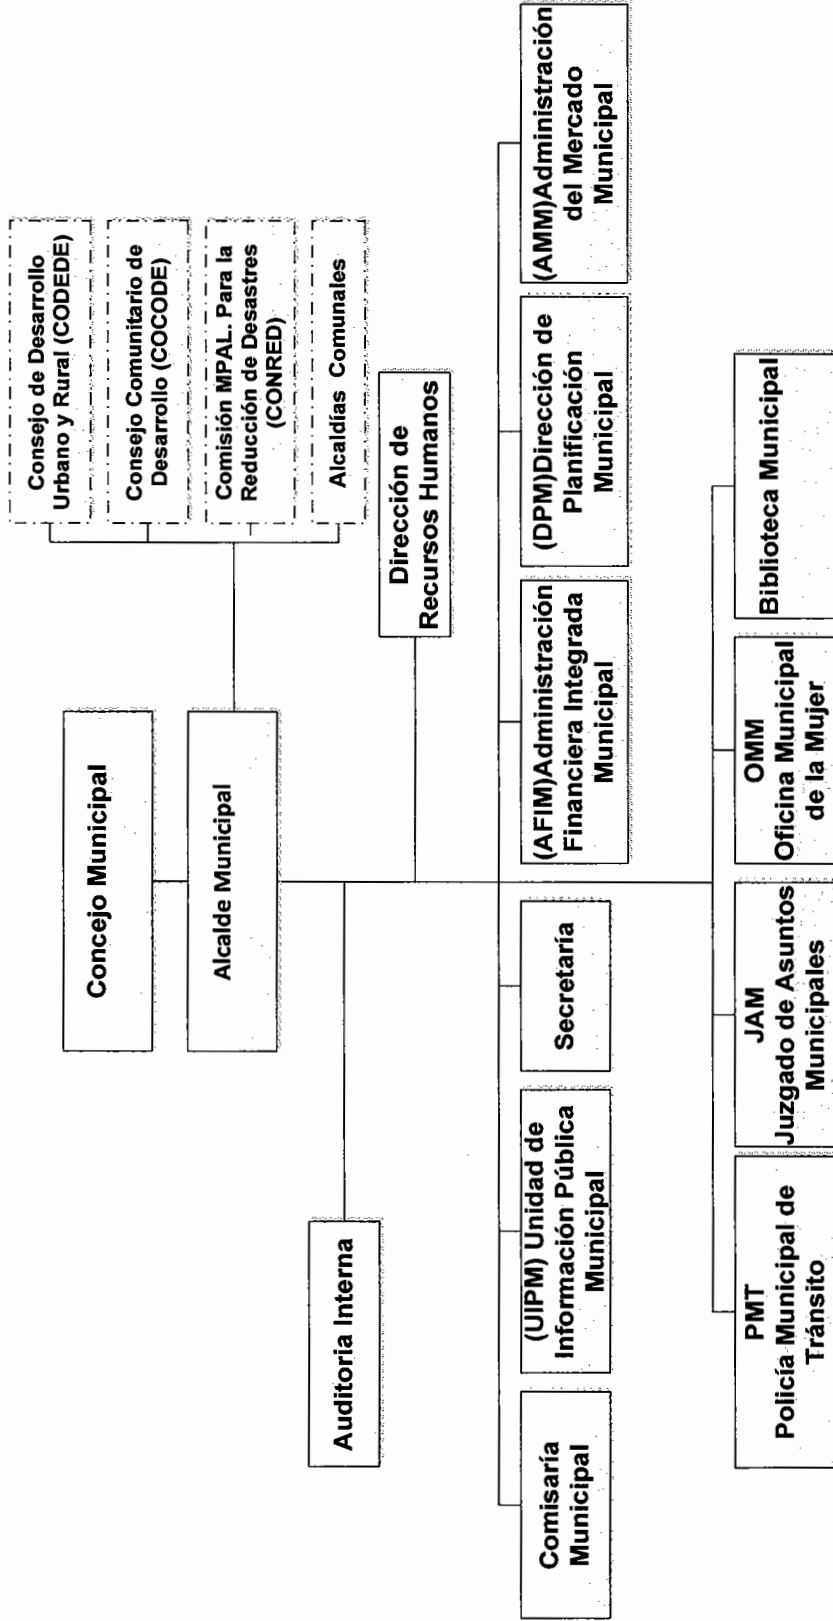 Concejo Municipal
Alcalde Municipal
Consejo de Desarrollo
Urbano y Rural (CODEDE)
Consejo Comunitario de
Desarrollo (COCODE)
Comisión MPAL. Para la
Reducción de Desastres
(CONRED)
Alcaldías Comunales
Auditoria Interna
Dirección de
Recursos Humanos
Comisaría
Municipal
(UIPM) Unidad de
Información Pública
Municipal
Secretaría
(AFIM)Administración
Financiera Integrada
Municipal
(DPM)Dirección de
Planificación
Municipal
(AMM)Administración
del Mercado
Municipal
PMT
Policía Municipal de
Tránsito
JAM
Juzgado de Asuntos
Municipales
OMM
Oficina Municipal
de la Mujer
Biblioteca Municipal